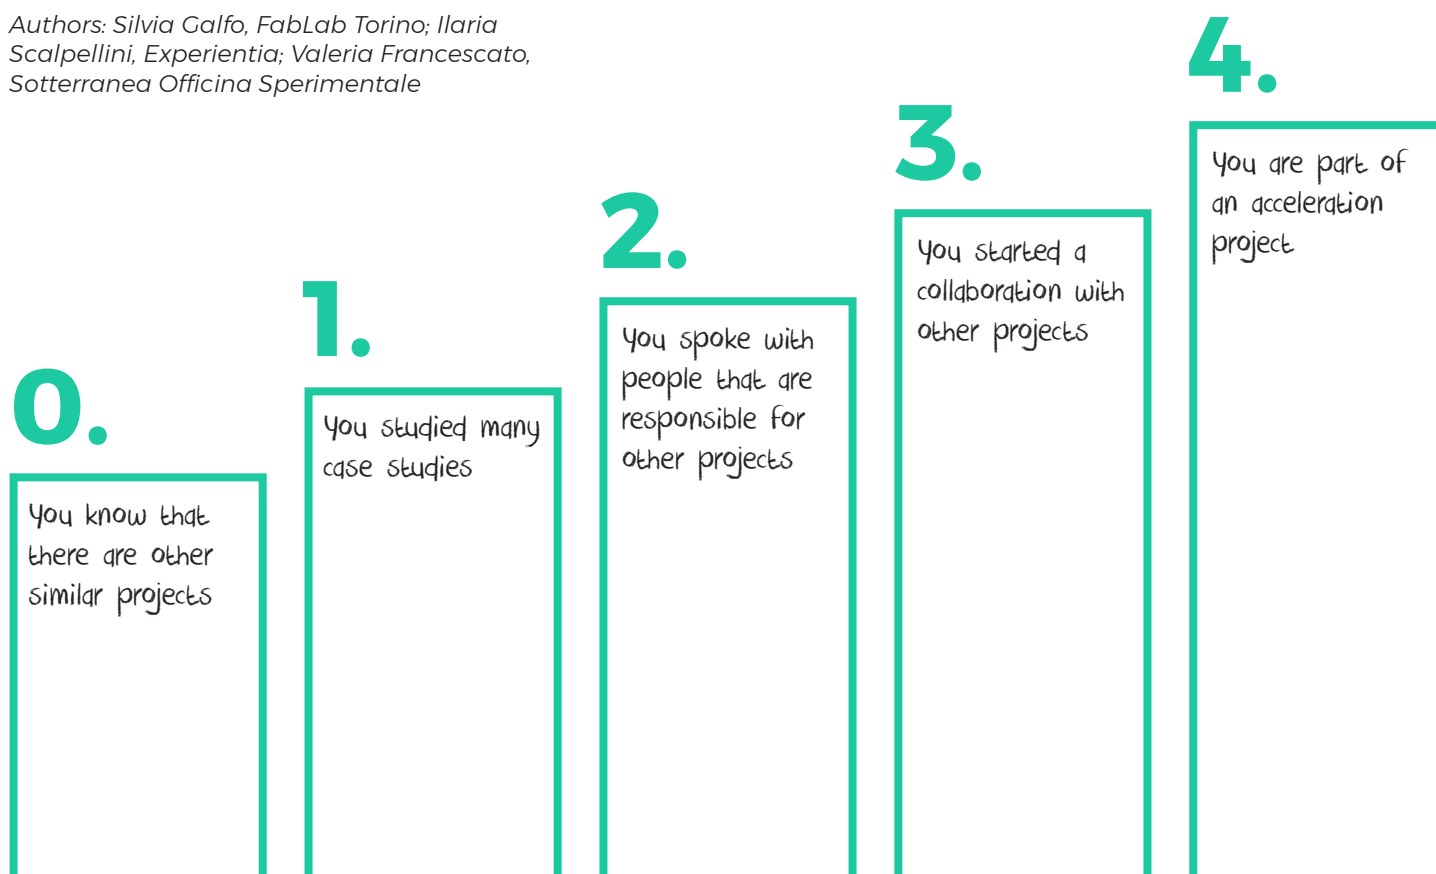 Authors: Silvia Galfo, FabLab Torino; Ilaria
Scalpellini, Experientia; Valeria Francescato,
Sotterranea Officina Sperimentale
0.
You know that
there are other
similar projects
1.
You studied many
case studies
2.
You spoke with
people that are
responsible for
other projects
3.
You started a
collaboration with
other projects
4.
You are part of
an acceleration
project